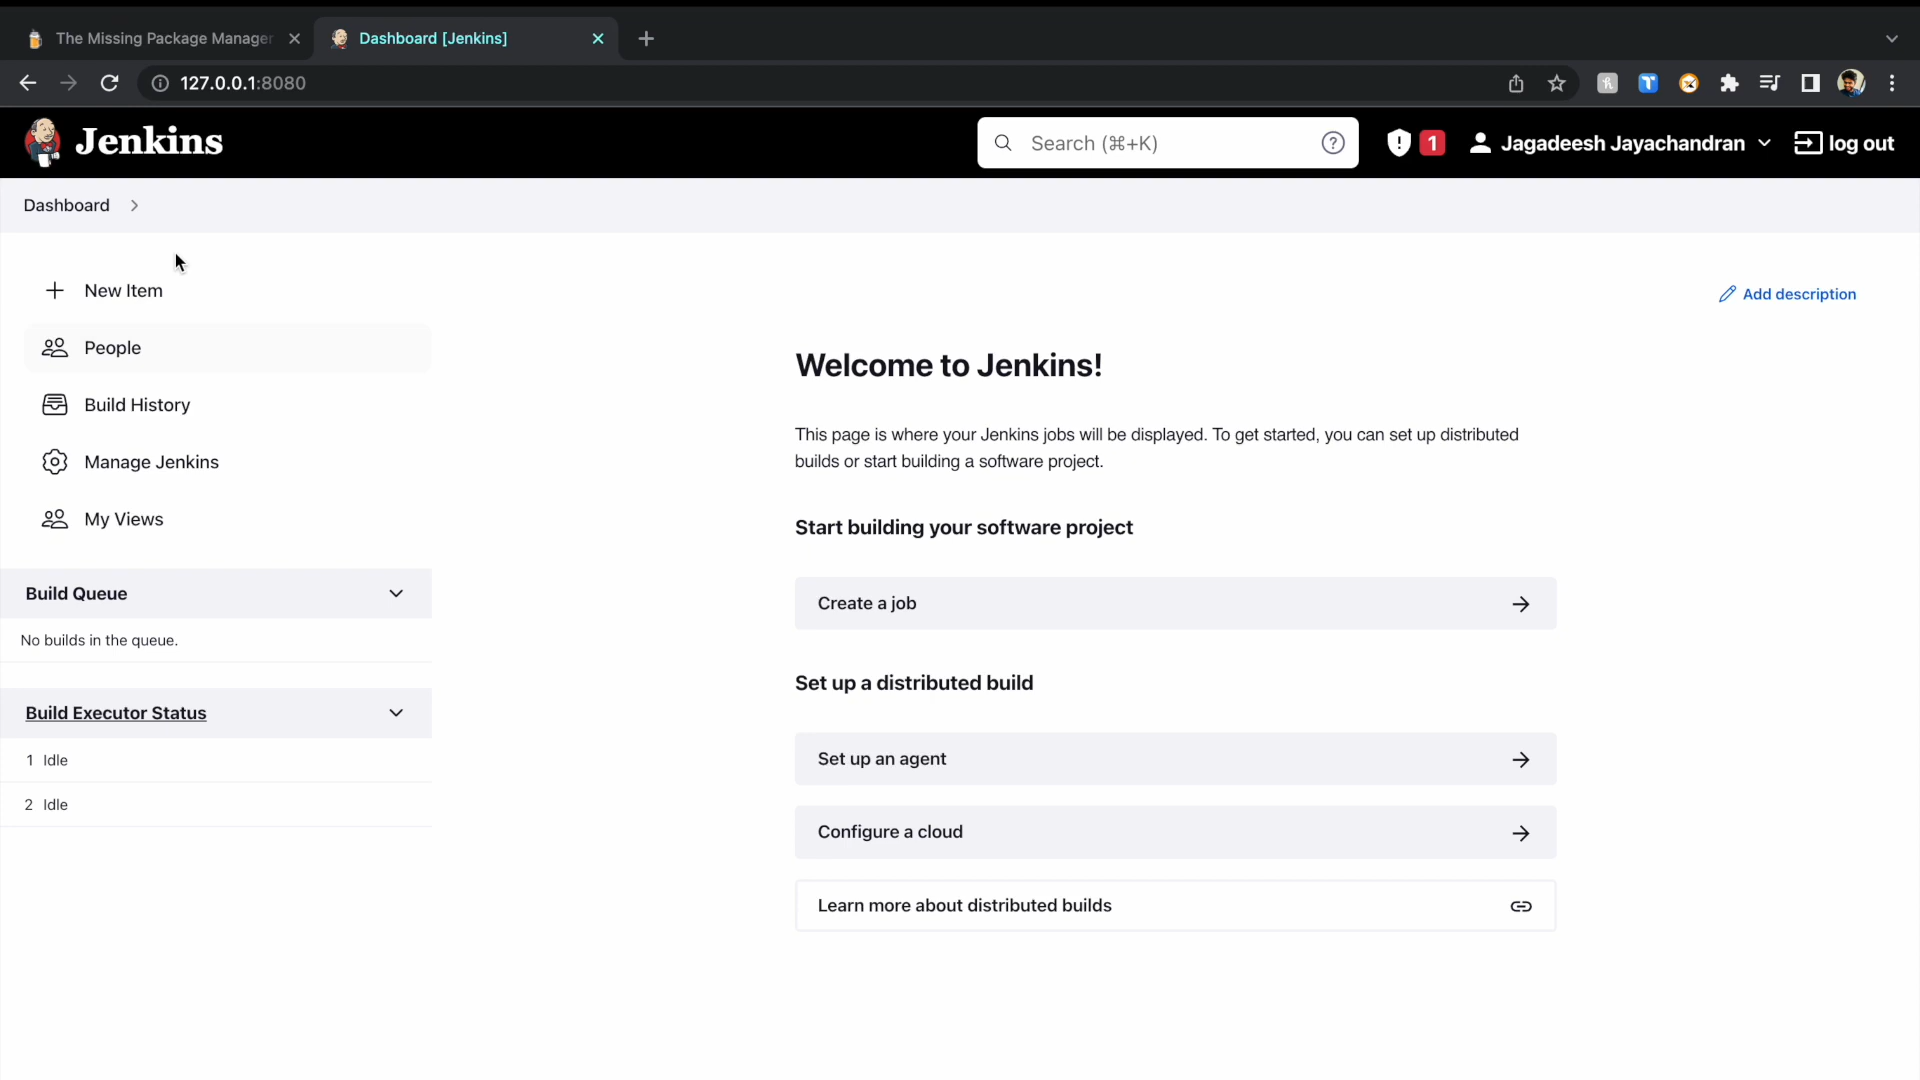 The Missing Package Manager
Dashboard [Jenkins]
127.0.0.1:8080
Jenkins
Search (⌘+K)
1
Jagadeesh Jayachandran
log out
Dashboard
New Item
People
Build History
Manage Jenkins
My Views
Build Queue
No builds in the queue.
Build Executor Status
1 Idle
2 Idle
Add description
Welcome to Jenkins!
This page is where your Jenkins jobs will be displayed. To get started, you can set up distributed
builds or start building a software project.
Start building your software project
Create a job
Set up a distributed build
Set up an agent
Configure a cloud
Learn more about distributed builds